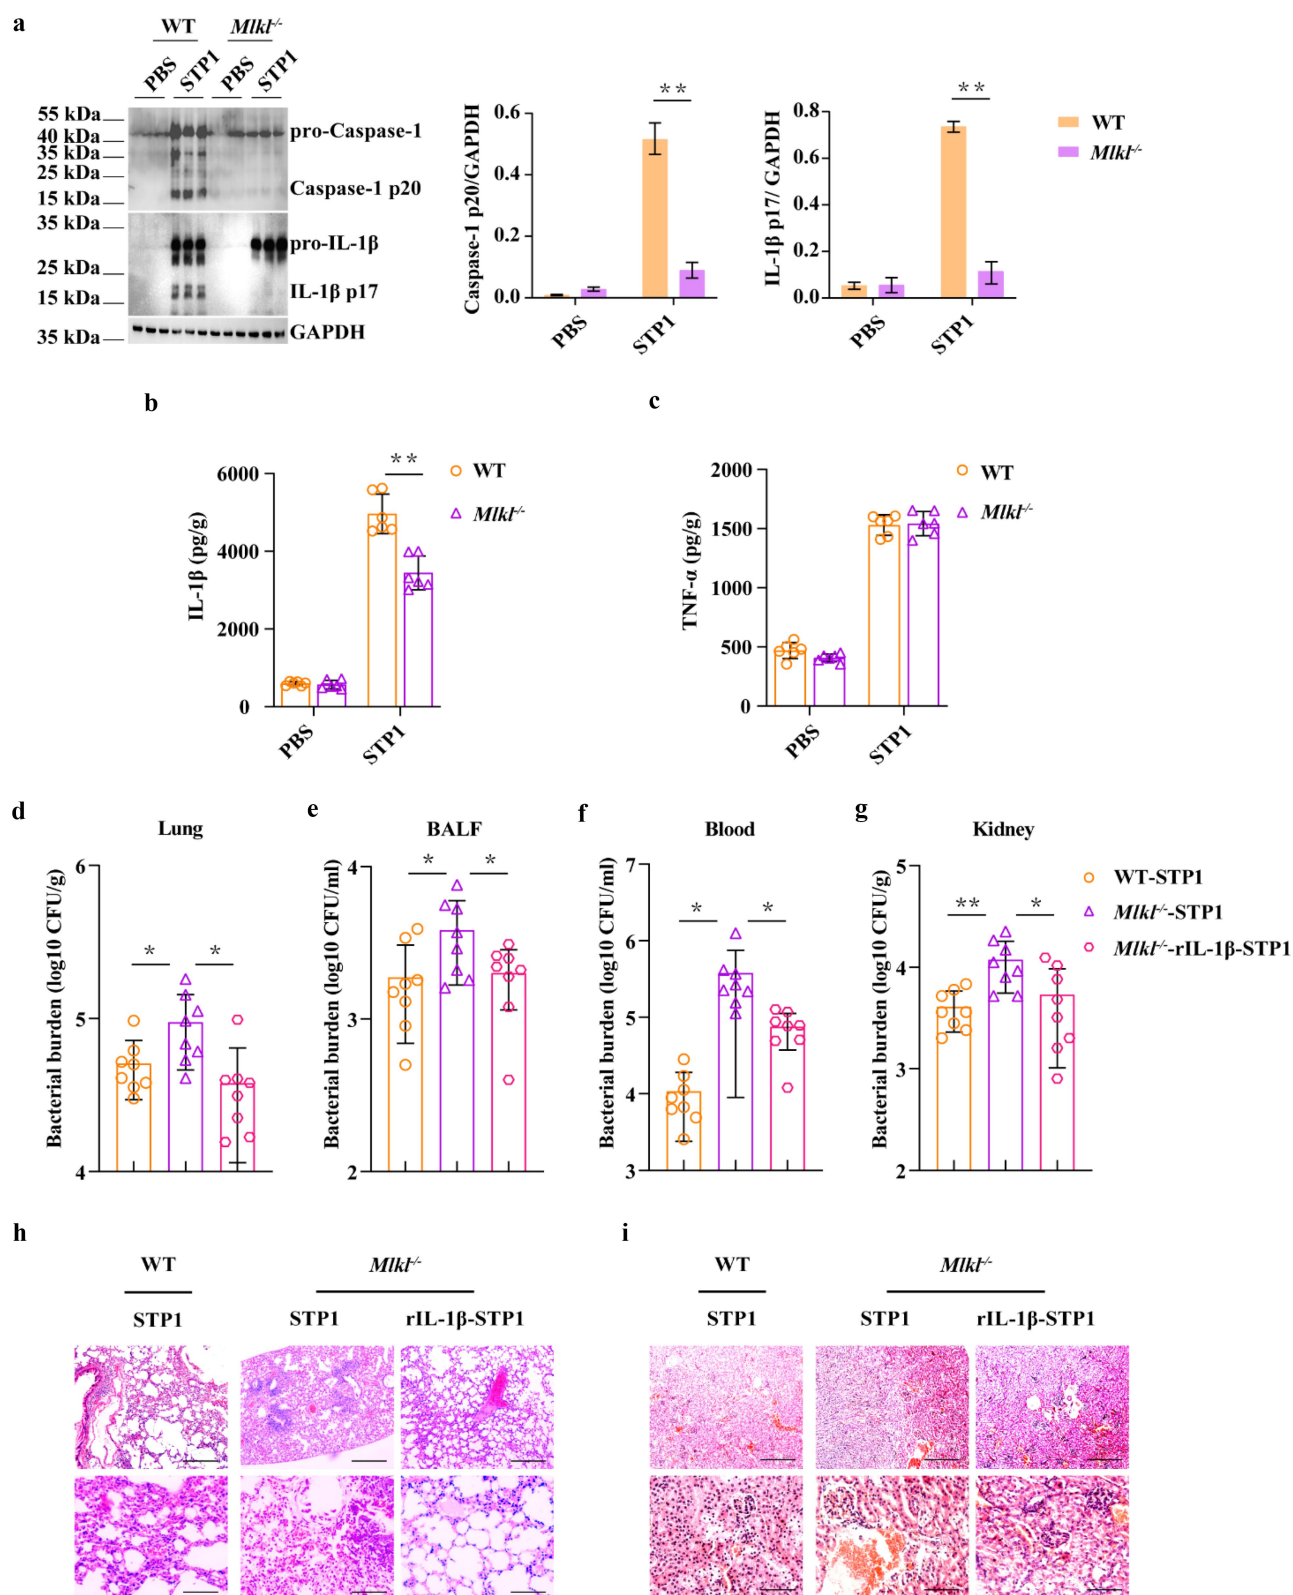 a
WT Mlkl-/-
PBS STP1 PBS STP1
55 kDa
40 kDa
35 kDa
25 kDa
15 kDa
pro-Caspase-1
Caspase-1 p20
35 kDa
25 kDa
15 kDa
pro-IL-1β
IL-1β p17
35 kDa
GAPDH
Caspase-1 p20/GAPDH
0.6
0.4
0.2
0.0
**
PBS STP1
IL-1β p17/ GAPDH
0.8
0.6
0.4
0.2
0.0
**
PBS STP1
WT
Mlkl-/-
b
IL-1β (pg/g)
6000
4000
2000
0
**
PBS STP1
WT
Mlkl-/-
c
TNF-α (pg/g)
2000
1500
1000
500
0
PBS STP1
WT
Mlkl-/-
d
Lung
Bacterial burden (log10 CFU/g)
6
5
4
* *
e
BALF
Bacterial burden (log10 CFU/ml)
4
3
2
* *
f
Blood
Bacterial burden (log10 CFU/ml)
7
6
5
4
3
* *
g
Kidney
Bacterial burden (log10 CFU/g)
5
4
3
2
** *
WT-STP1
Mlkl-/--STP1
Mlkl-/--rIL-1β-STP1
h
WT Mlkl-/-
STP1 STP1 rIL-1β-STP1
i
WT Mlkl-/-
STP1 STP1 rIL-1β-STP1